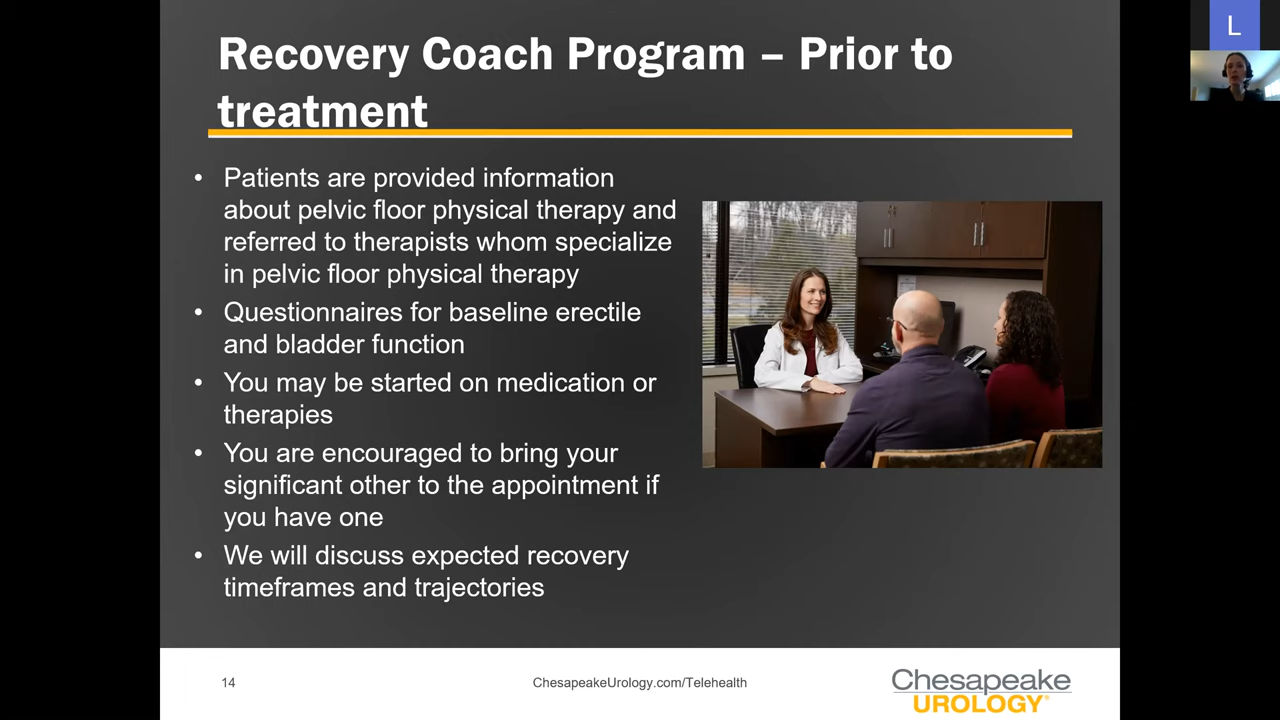 Recovery Coach Program – Prior to
treatment
• Patients are provided information
about pelvic floor physical therapy and
referred to therapists whom specialize
in pelvic floor physical therapy
• Questionnaires for baseline erectile
and bladder function
• You may be started on medication or
therapies
• You are encouraged to bring your
significant other to the appointment if
you have one
• We will discuss expected recovery
timeframes and trajectories
14
ChesapeakeUrology.com/Telehealth
Chesapeake
UROLOGY®
L